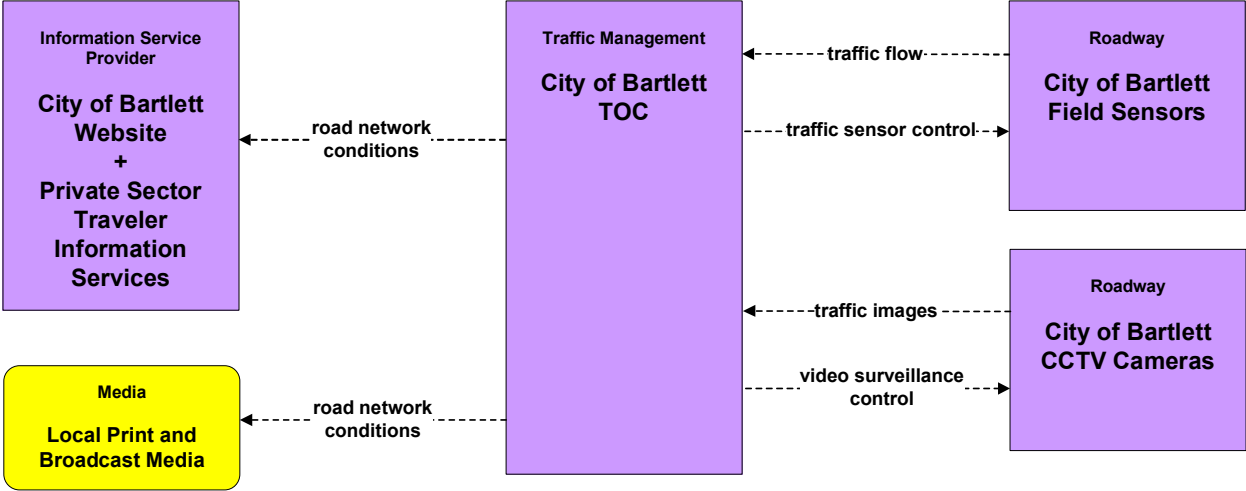 Information Service
Provider
City of Bartlett
Website
+
Private Sector
Traveler
Information
Services
road network
conditions
Media
Local Print and
Broadcast Media
road network
conditions
Traffic Management
City of Bartlett
TOC
traffic flow
traffic sensor control
traffic images
video surveillance
control
Roadway
City of Bartlett
Field Sensors
Roadway
City of Bartlett
CCTV Cameras